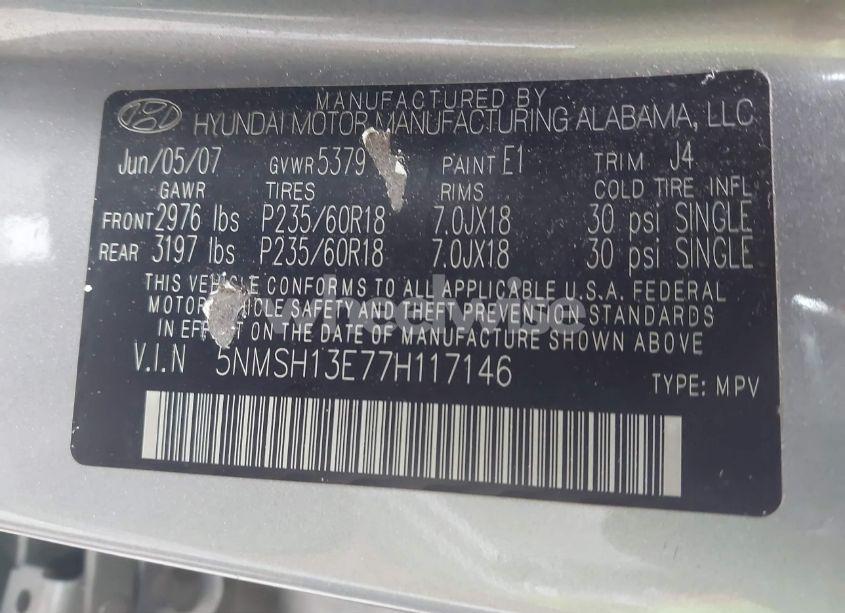 MANUFACTURED BY
HYUNDAI MOTOR MANUFACTURING ALABAMA, LLC
Jun/05/07 GVWR 5379 PAINT E1 TRIM J4
GAWR TIRES RIMS COLD TIRE INFL
FRONT 2976 lbs P235/60R18 7.0JX18 30 psi SINGLE
REAR 3197 lbs P235/60R18 7.0JX18 30 psi SINGLE
THIS VEHICLE CONFORMS TO ALL APPLICABLE U.S.A. FEDERAL
MOTOR VEHICLE SAFETY AND THEFT PREVENTION STANDARDS
IN EFFECT ON THE DATE OF MANUFACTURE SHOWN ABOVE
V.I.N 5NMSH13E77H117146
TYPE: MPV
wheelwise